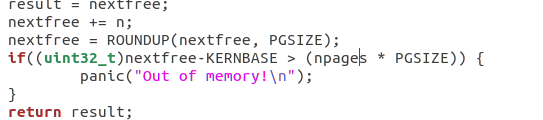 result = nextfree;
nextfree += n;
nextfree = ROUNDUP(nextfree, PGSIZE);
if((uint32_t)nextfree-KERNBASE > (npages * PGSIZE)) {
        panic("Out of memory!\n");
}
return result;